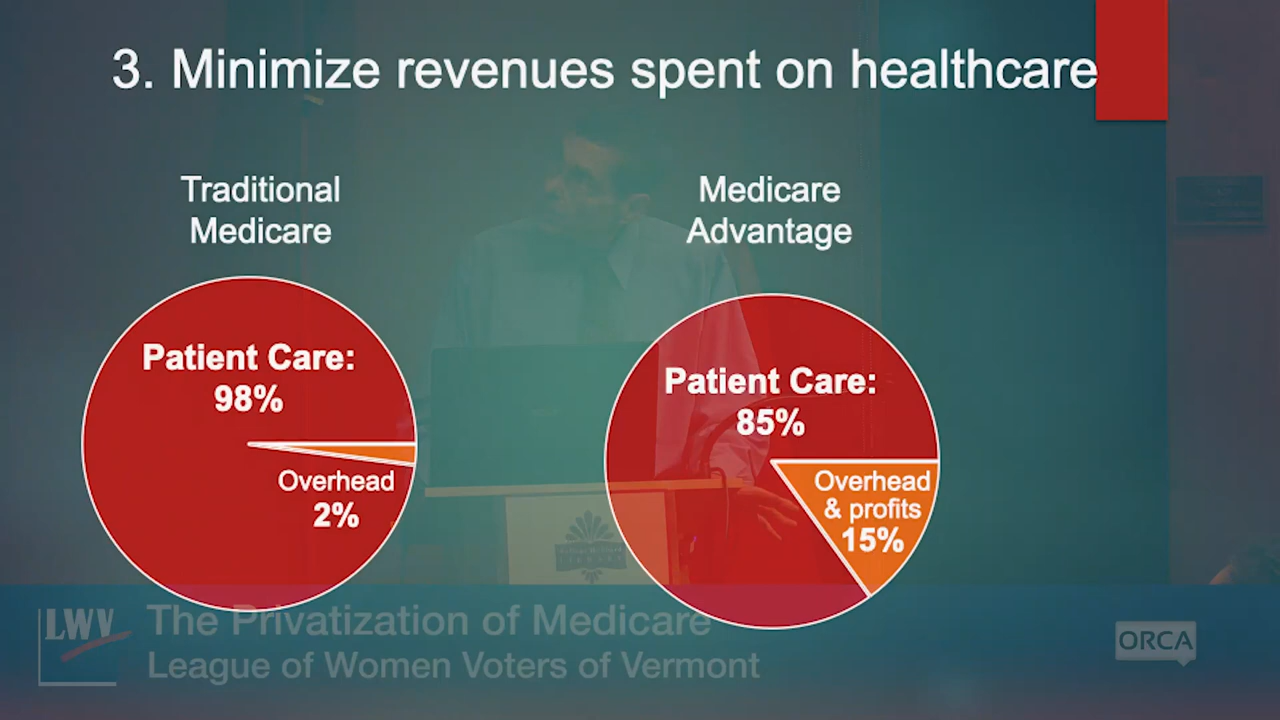 3. Minimize revenues spent on healthcare
Traditional
Medicare
Medicare
Advantage
Patient Care:
98%
Overhead
2%
Patient Care:
85%
Overhead
& profits
15%
LWV
The Privatization of Medicare
League of Women Voters of Vermont
ORCA